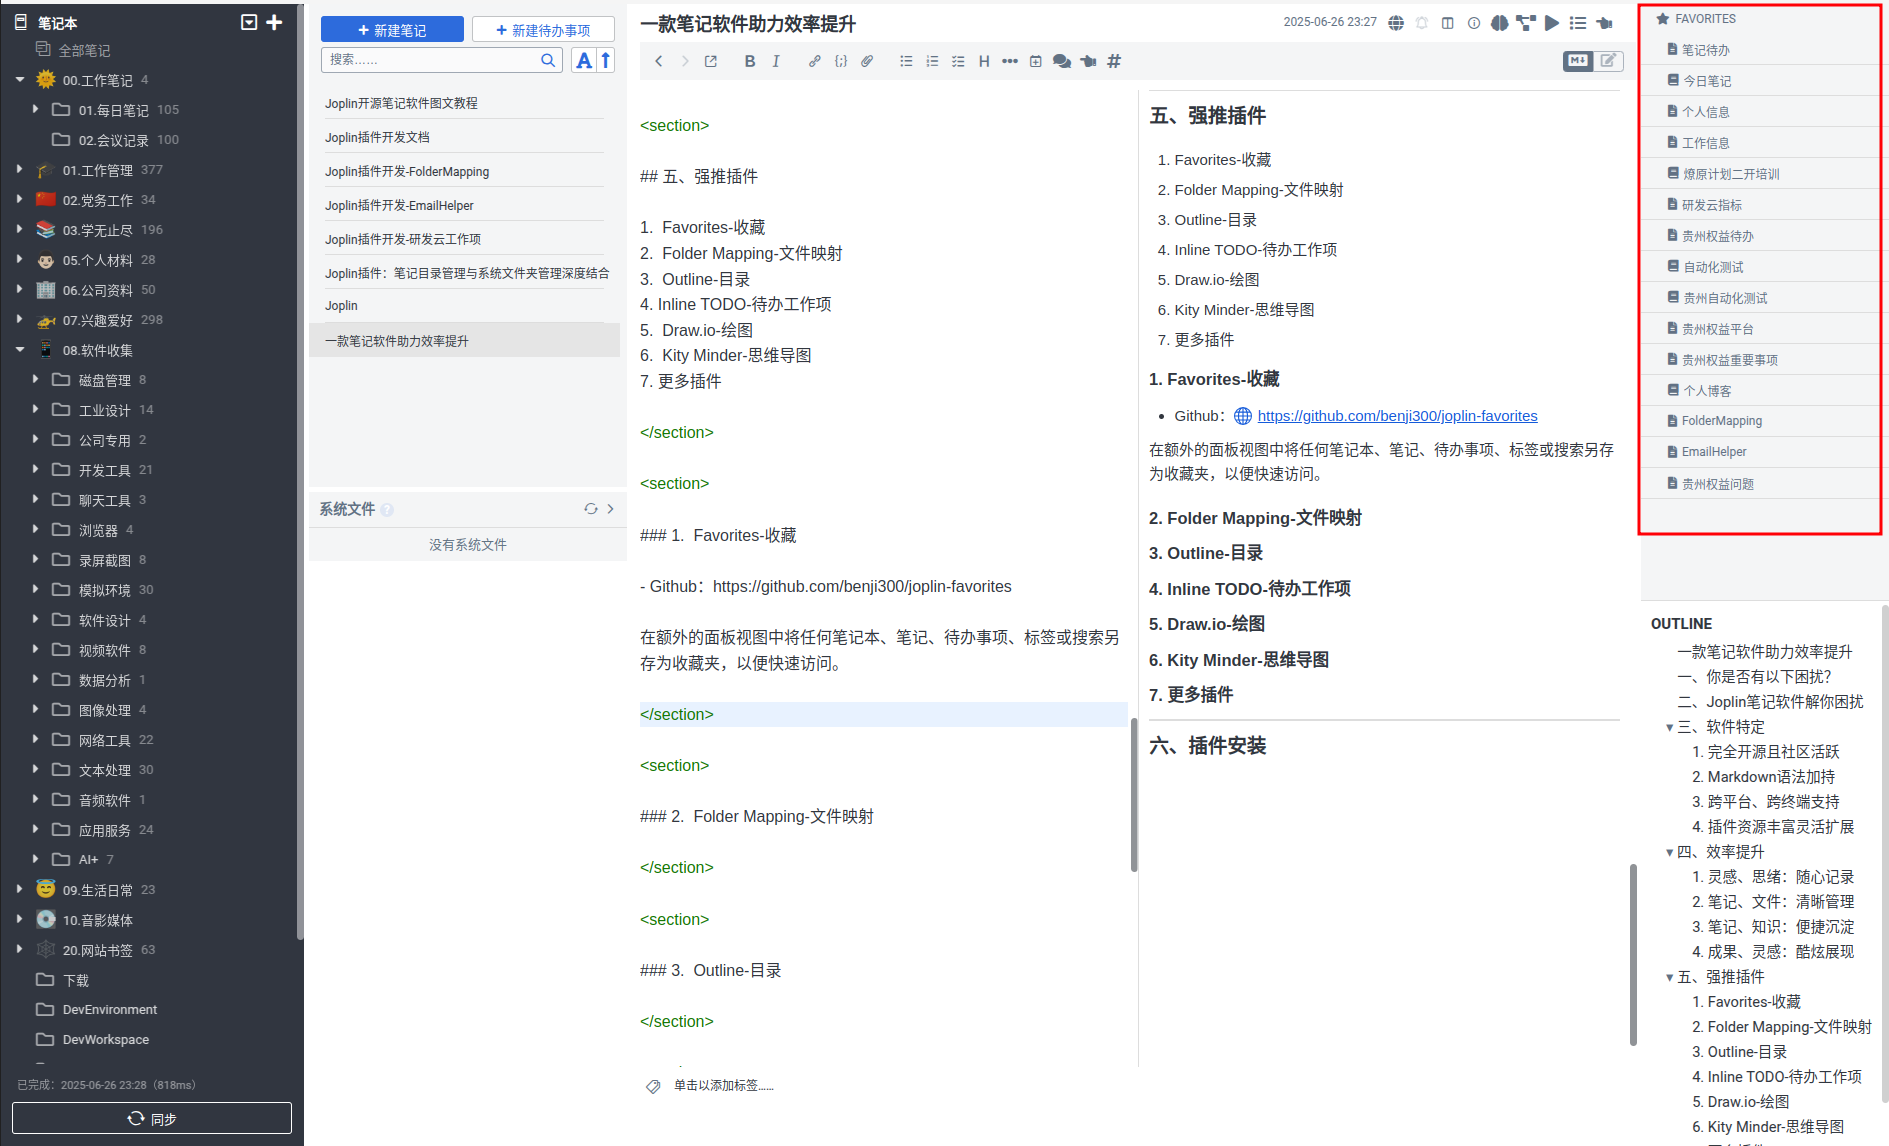 笔记本
全部笔记
00.工作笔记 4
01.每日笔记 105
02.会议记录 100
01.工作管理 377
02.党务工作 34
03.学无止尽 196
05.个人材料 28
06.公司资料 50
07.兴趣爱好 298
08.软件收集
磁盘管理 8
工业设计 14
公司专用 2
开发工具 21
聊天工具 3
浏览器 4
录屏截图 8
模拟环境 30
软件设计 4
视频软件 8
数据分析 1
图像处理 4
网络工具 22
文本处理 30
音频软件 1
应用服务 24
AI+ 7
09.生活日常 23
10.音影媒体
20.网站书签 63
下载
DevEnvironment
DevWorkspace
已完成：2025-06-26 23:28（818ms）
同步
+ 新建笔记
+ 新建待办事项
搜索……
A
Joplin开源笔记软件图文教程
Joplin插件开发文档
Joplin插件开发-FolderMapping
Joplin插件开发-EmailHelper
Joplin插件开发-研发云工作项
Joplin插件：笔记目录管理与系统文件夹管理深度结合
Joplin
一款笔记软件助力效率提升
系统文件 ?
没有系统文件
一款笔记软件助力效率提升
2025-06-26 23:27
B I {;} H ••• #
M↓
<section>
## 五、强推插件
1. Favorites-收藏
2. Folder Mapping-文件映射
3. Outline-目录
4. Inline TODO-待办工作项
5. Draw.io-绘图
6. Kity Minder-思维导图
7. 更多插件
</section>
<section>
### 1. Favorites-收藏
- Github：https://github.com/benji300/joplin-favorites
在额外的面板视图中将任何笔记本、笔记、待办事项、标签或搜索另
存为收藏夹，以便快速访问。
</section>
<section>
### 2. Folder Mapping-文件映射
</section>
<section>
### 3. Outline-目录
</section>
单击以添加标签……
五、强推插件
1. Favorites-收藏
2. Folder Mapping-文件映射
3. Outline-目录
4. Inline TODO-待办工作项
5. Draw.io-绘图
6. Kity Minder-思维导图
7. 更多插件
1. Favorites-收藏
• Github：https://github.com/benji300/joplin-favorites
在额外的面板视图中将任何笔记本、笔记、待办事项、标签或搜索另存
为收藏夹，以便快速访问。
2. Folder Mapping-文件映射
3. Outline-目录
4. Inline TODO-待办工作项
5. Draw.io-绘图
6. Kity Minder-思维导图
7. 更多插件
六、插件安装
FAVORITES
笔记待办
今日笔记
个人信息
工作信息
燎原计划二开培训
研发云指标
贵州权益待办
自动化测试
贵州自动化测试
贵州权益平台
贵州权益重要事项
个人博客
FolderMapping
EmailHelper
贵州权益问题
OUTLINE
一款笔记软件助力效率提升
一、你是否有以下困扰？
二、Joplin笔记软件解你困扰
三、软件特定
1. 完全开源且社区活跃
2. Markdown语法加持
3. 跨平台、跨终端支持
4. 插件资源丰富灵活扩展
四、效率提升
1. 灵感、思绪：随心记录
2. 笔记、文件：清晰管理
3. 笔记、知识：便捷沉淀
4. 成果、灵感：酷炫展现
五、强推插件
1. Favorites-收藏
2. Folder Mapping-文件映射
3. Outline-目录
4. Inline TODO-待办工作项
5. Draw.io-绘图
6. Kity Minder-思维导图